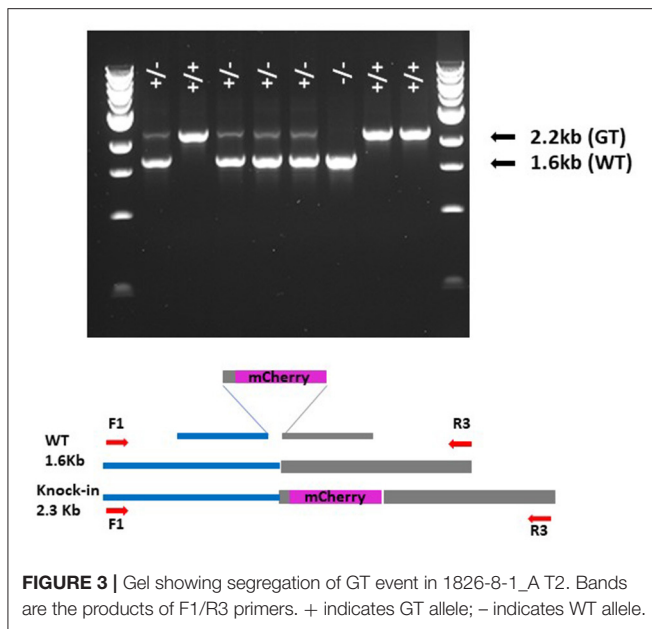 +/- +/+ +/- +/- +/- -/- +/+ +/+
2.2kb (GT)
1.6kb (WT)
mCherry
F1
R3
WT
1.6Kb
Knock-in
mCherry
2.3 Kb
F1
R3
FIGURE 3 | Gel showing segregation of GT event in 1826-8-1_A T2. Bands
are the products of F1/R3 primers. + indicates GT allele; – indicates WT allele.